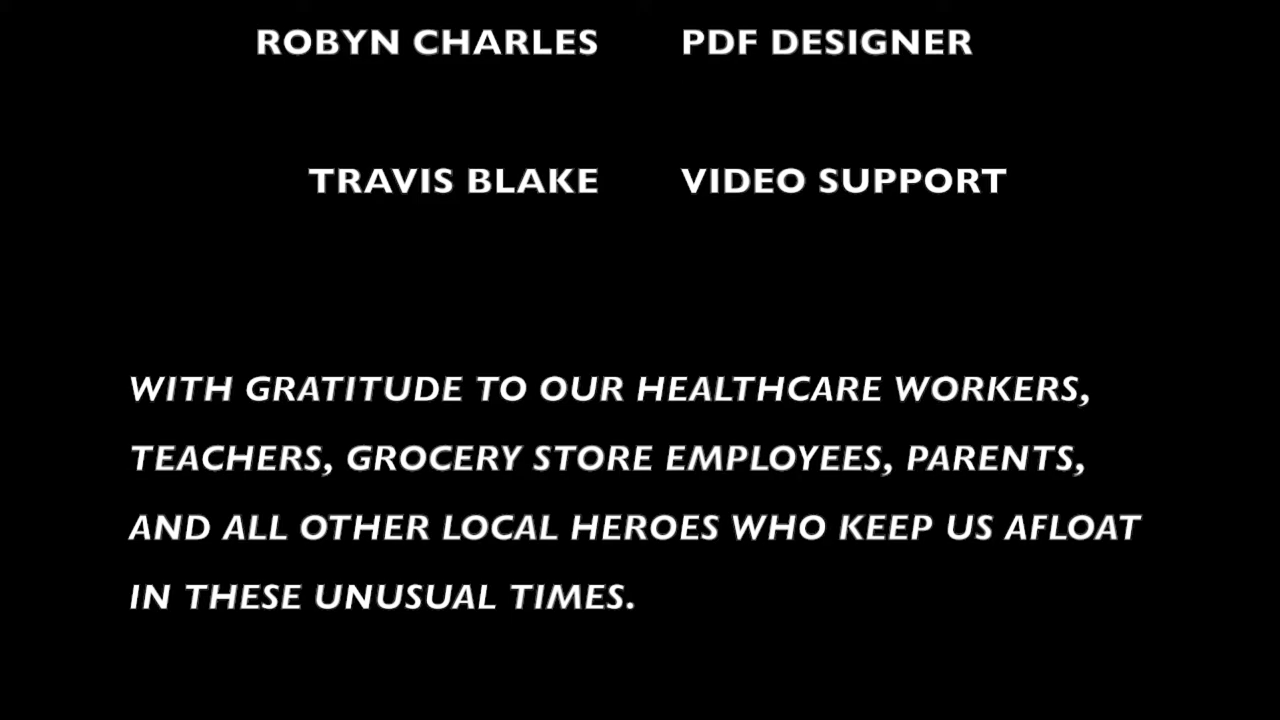 ROBYN CHARLES PDF DESIGNER
TRAVIS BLAKE VIDEO SUPPORT
WITH GRATITUDE TO OUR HEALTHCARE WORKERS,
TEACHERS, GROCERY STORE EMPLOYEES, PARENTS,
AND ALL OTHER LOCAL HEROES WHO KEEP US AFLOAT
IN THESE UNUSUAL TIMES.